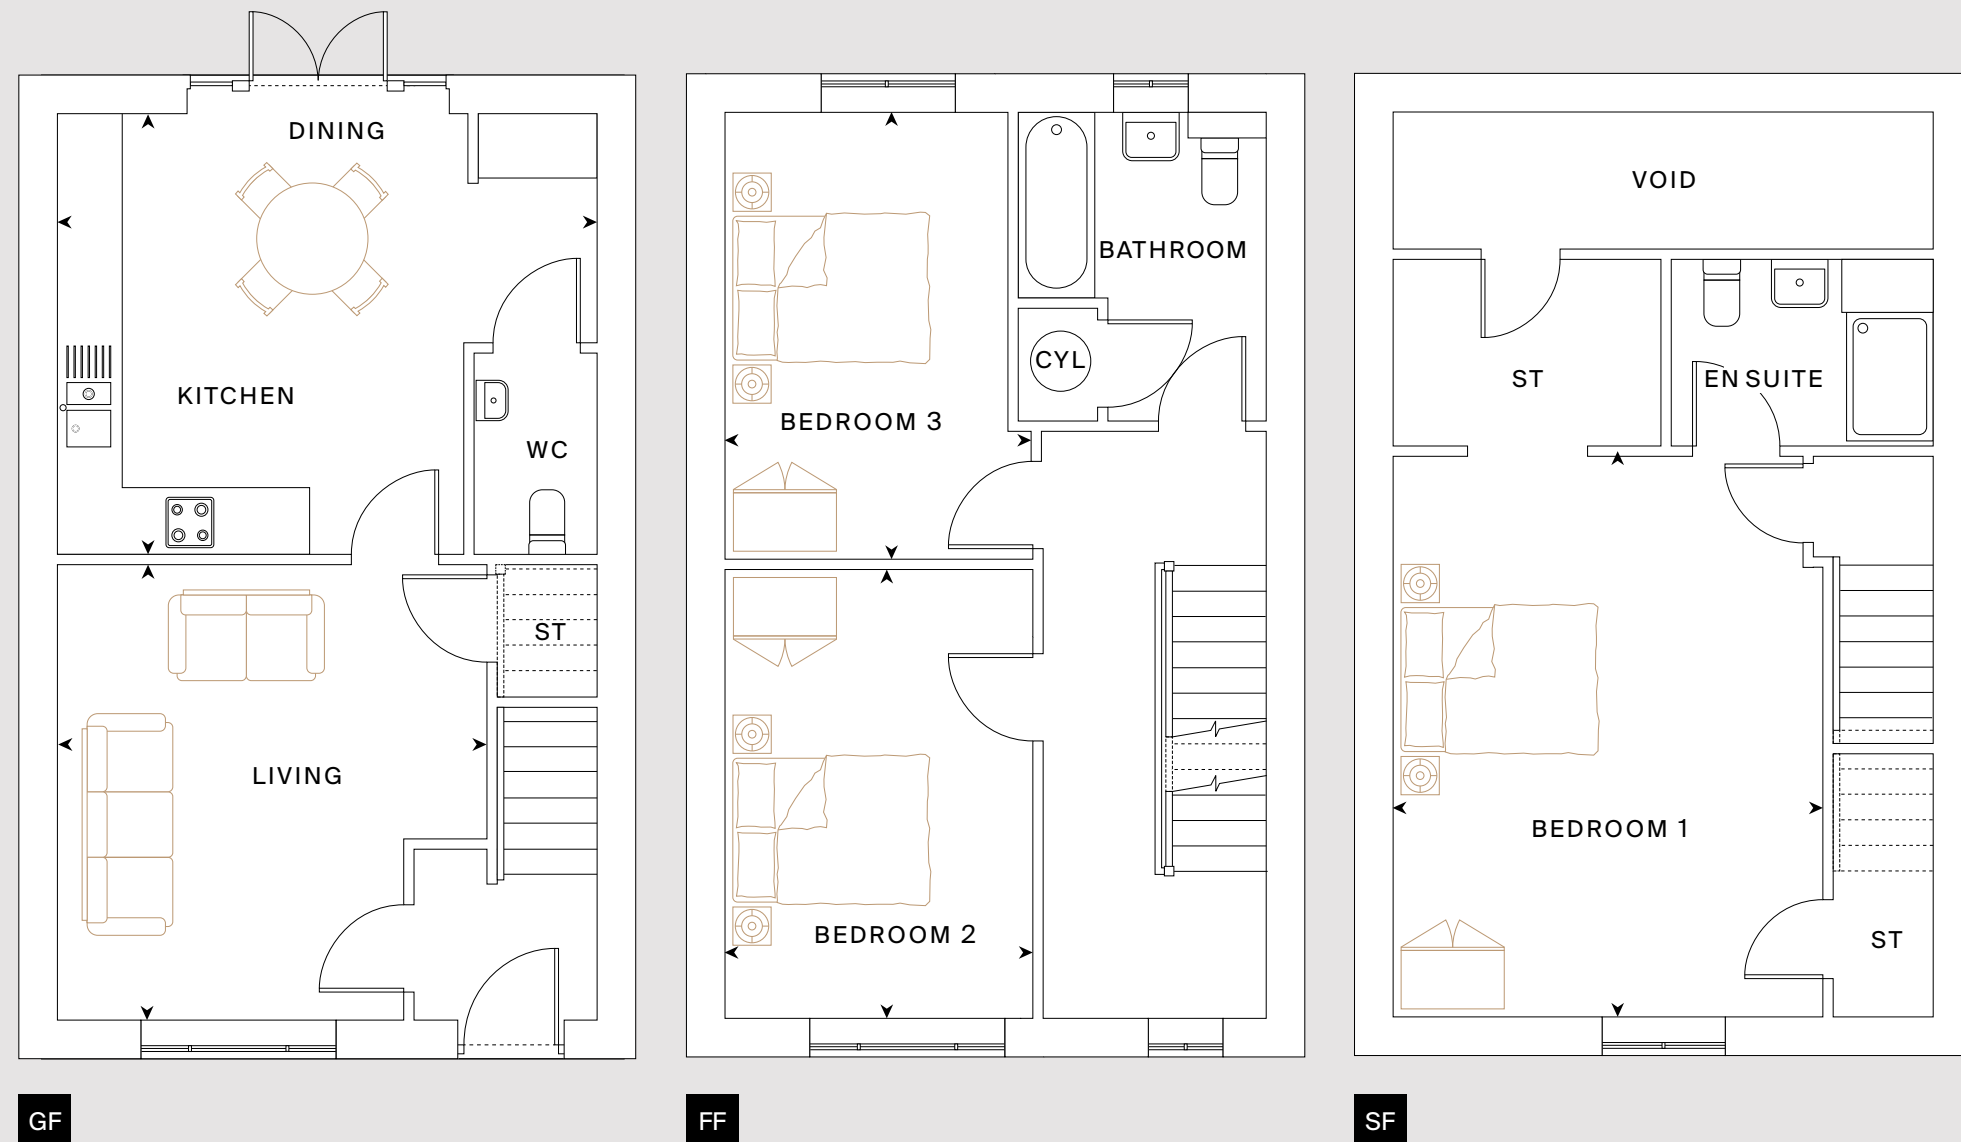 DINING
KITCHEN
WC
ST
LIVING
GF
BATHROOM
CYL
BEDROOM 3
BEDROOM 2
FF
VOID
ST
EN SUITE
BEDROOM 1
ST
SF